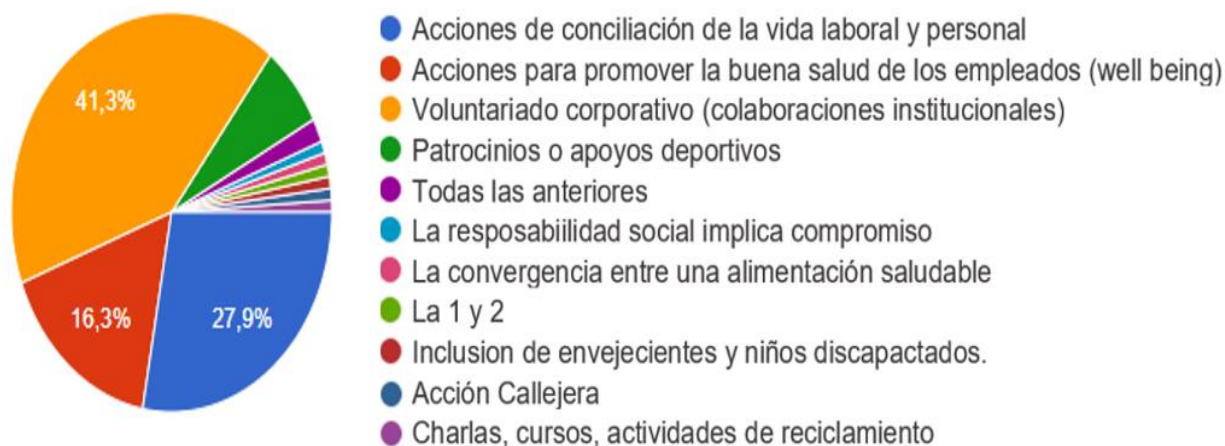 41,3%
16,3%
27,9%
Acciones de conciliación de la vida laboral y personal
Acciones para promover la buena salud de los empleados (well being)
Voluntariado corporativo (colaboraciones institucionales)
Patrocinios o apoyos deportivos
Todas las anteriores
La resposabiilidad social implica compromiso
La convergencia entre una alimentación saludable
La 1 y 2
Inclusion de envejecientes y niños discapactados.
Acción Callejera
Charlas, cursos, actividades de reciclamiento